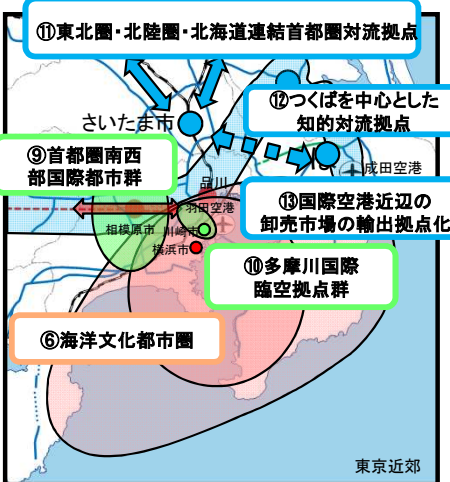 ⑪東北圏・北陸圏・北海道連結首都圏対流拠点
⑫つくばを中心とした
知的対流拠点
さいたま市
⑨首都圏南西
部国際都市群
成田空港
品川
⑬国際空港近辺の
卸売市場の輸出拠点化
羽田空港
相模原市
川崎市
横浜市
⑩多摩川国際
臨空拠点群
⑥海洋文化都市圏
東京近郊